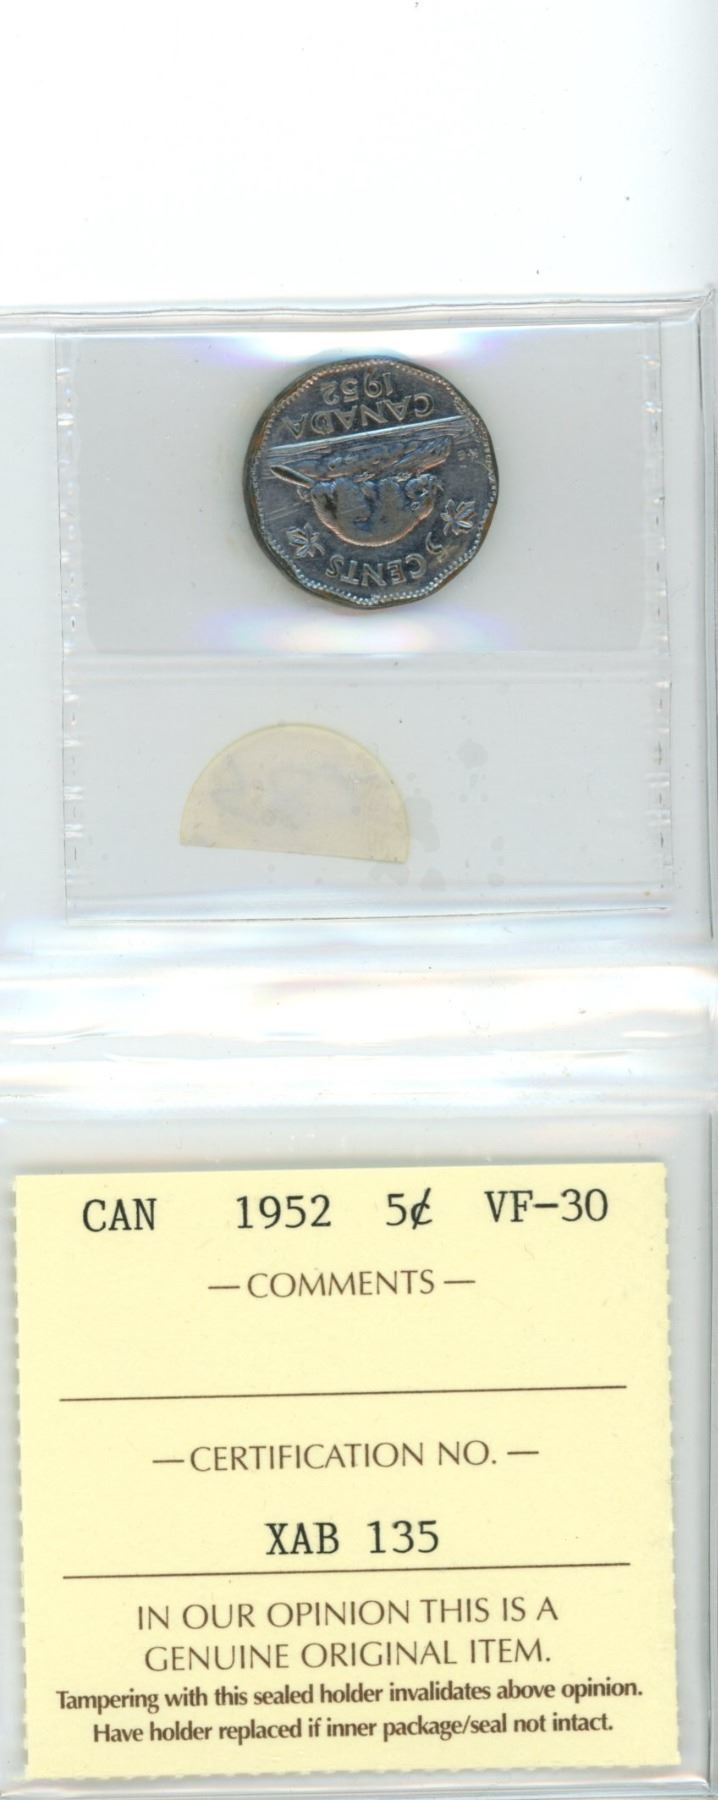 5 CENTS
CANADA
1952
CAN 1952 5¢ VF-30
— COMMENTS —
— CERTIFICATION NO. —
XAB 135
IN OUR OPINION THIS IS A
GENUINE ORIGINAL ITEM.
Tampering with this sealed holder invalidates above opinion.
Have holder replaced if inner package/seal not intact.